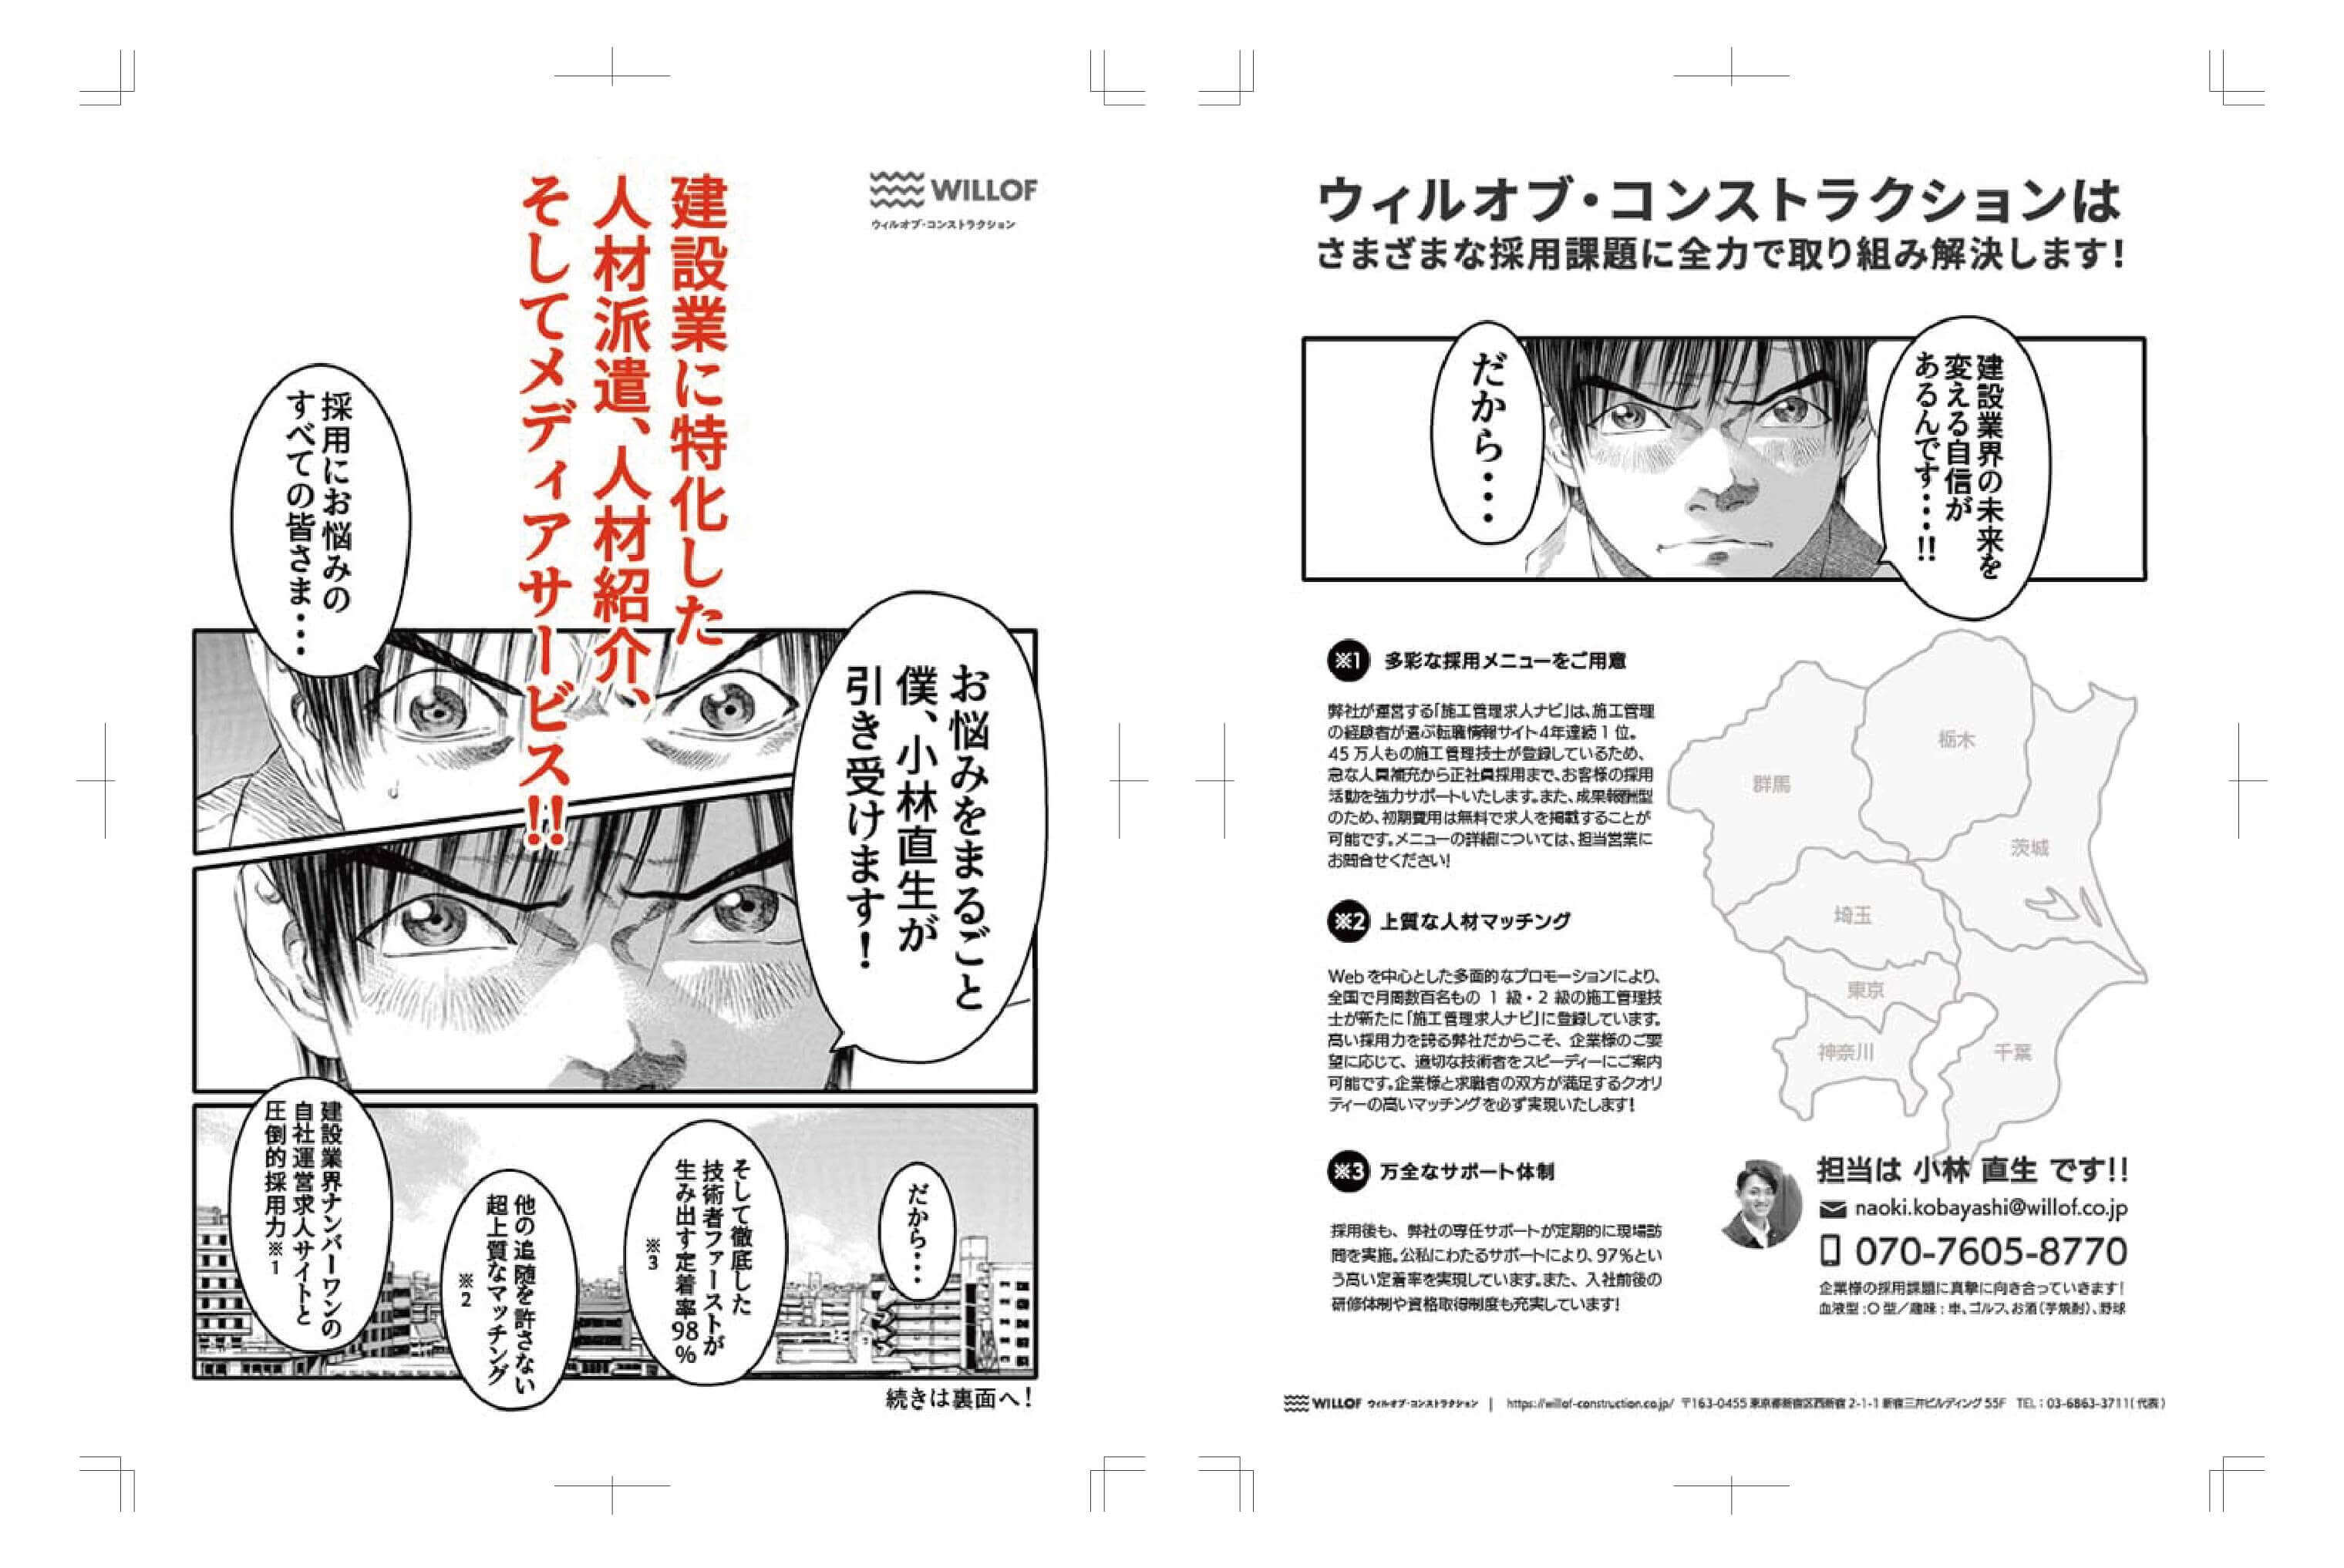 WILLOF
ウィルオブ・コンストラクション
建設業に特化した
人材派遣、人材紹介、
そしてメディアサービス!!
採用にお悩みの
すべての皆さま・・・
お悩みをまるごと
僕、小林直生が
引き受けます！
だから・・・
そして徹底した
技術者ファーストが
生み出す定着率98%
※3
他の追随を許さない
超上質なマッチング
※2
建設業界ナンバーワンの
自社運営求人サイトと
圧倒的採用力※1
続きは裏面へ！
ウィルオブ・コンストラクションは
さまざまな採用課題に全力で取り組み解決します！
建設業界の未来を
変える自信が
あるんです・・・!!
だから・・・
※1 多彩な採用メニューをご用意
弊社が運営する「施工管理求人ナビ」は、施工管理
の経験者が選ぶ転職情報サイト4年連続1位。
45万人もの施工管理技士が登録しているため、
急な人員補充から正社員採用まで、お客様の採用
活動を強力サポートいたします。また、成果報酬型
のため、初期費用は無料で求人を掲載することが
可能です。メニューの詳細については、担当営業に
お問合せください！
※2 上質な人材マッチング
Webを中心とした多面的なプロモーションにより、
全国で月間数百名もの 1 級・2 級の施工管理技
士が新たに「施工管理求人ナビ」に登録しています。
高い採用力を誇る弊社だからこそ、企業様のご要
望に応じて、適切な技術者をスピーディーにご案内
可能です。企業様と求職者の双方が満足するクオリ
ティーの高いマッチングを必ず実現いたします！
※3 万全なサポート体制
採用後も、弊社の専任サポートが定期的に現場訪
問を実施。公私にわたるサポートにより、97%とい
う高い定着率を実現しています。また、入社前後の
研修体制や資格取得制度も充実しています！
栃木
群馬
茨城
埼玉
東京
神奈川
千葉
担当は 小林 直生 です!!
naoki.kobayashi@willof.co.jp
070-7605-8770
企業様の採用課題に真摯に向き合っていきます！
血液型：O型／趣味：車、ゴルフ、お酒（芋焼酎）、野球
WILLOF ウィルオブ・コンストラクション | https://willof-construction.co.jp/ 〒163-0455 東京都新宿区西新宿 2-1-1 新宿三井ビルディング 55F TEL：03-6863-3711（代表）